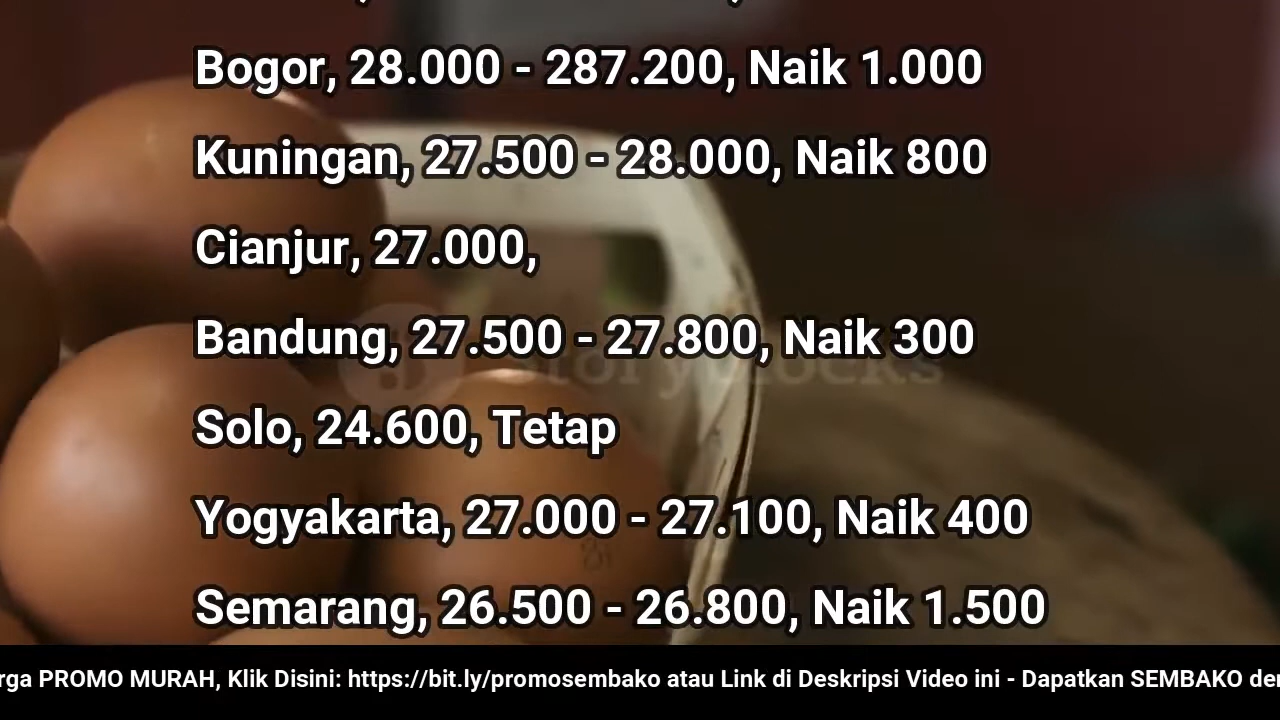 Bogor, 28.000 - 287.200, Naik 1.000
Kuningan, 27.500 - 28.000, Naik 800
Cianjur, 27.000,
Bandung, 27.500 - 27.800, Naik 300
Storyblocks
Solo, 24.600, Tetap
Yogyakarta, 27.000 - 27.100, Naik 400
Semarang, 26.500 - 26.800, Naik 1.500
rga PROMO MURAH, Klik Disini: https://bit.ly/promosembako atau Link di Deskripsi Video ini - Dapatkan SEMBAKO der